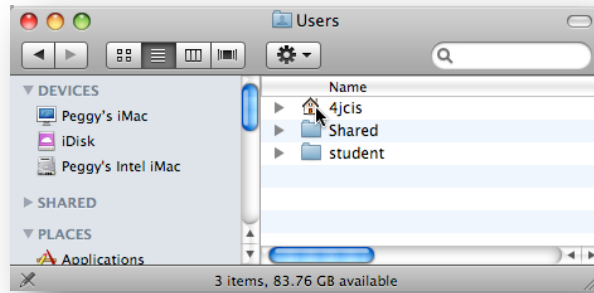 Users
Name
DEVICES
Peggy's iMac
iDisk
Peggy's Intel iMac
SHARED
PLACES
Applications
4jcis
Shared
student
3 items, 83.76 GB available